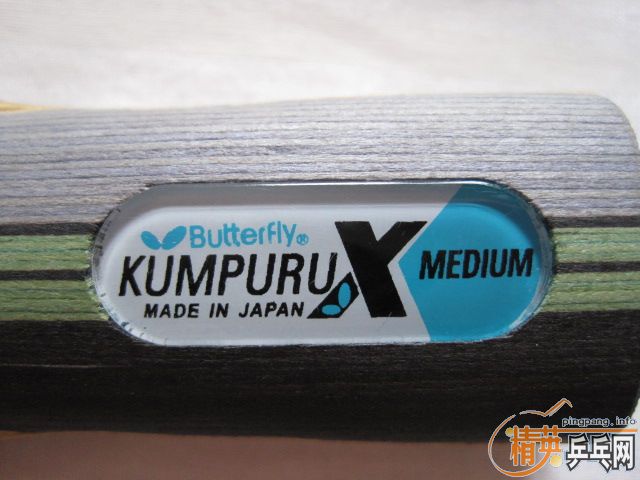 Butterfly®
KUMPURU X
MADE IN JAPAN
MEDIUM
pingpang.info
精英乒乓网